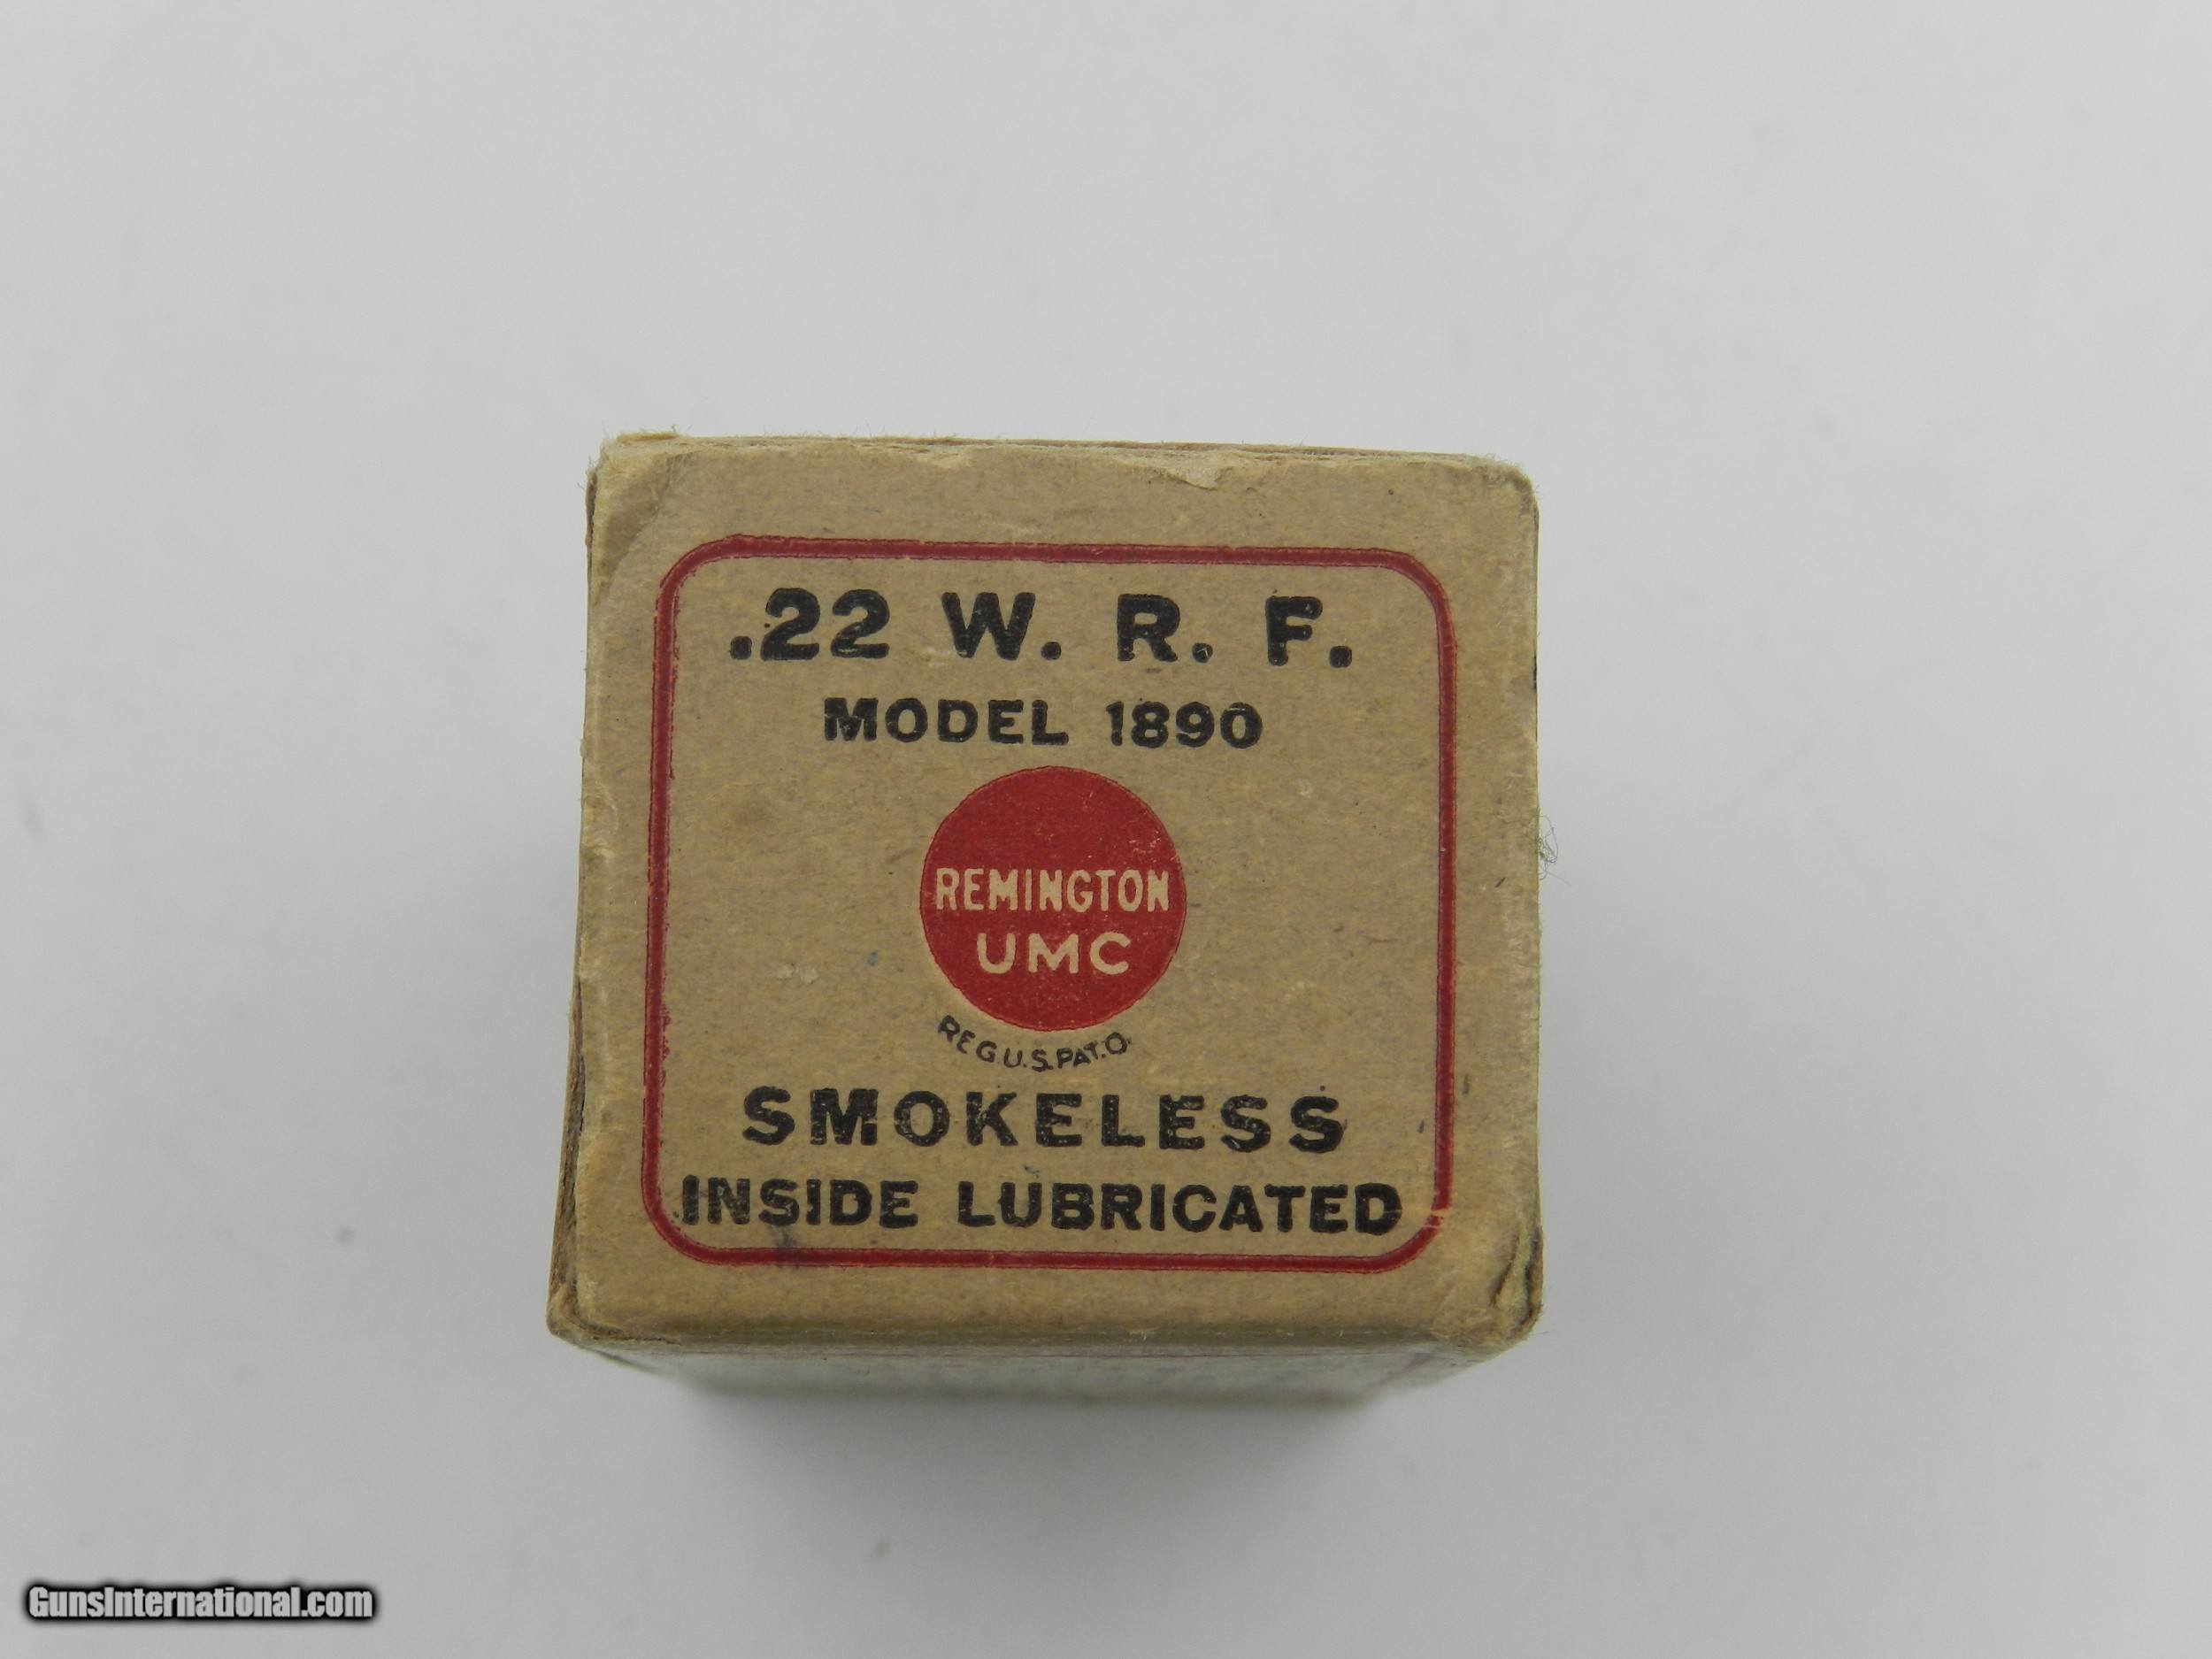 .22 W. R. F.
MODEL 1890
REMINGTON
UMC
REG.U.S.PAT.O.
SMOKELESS
INSIDE LUBRICATED
GunsInternational.com